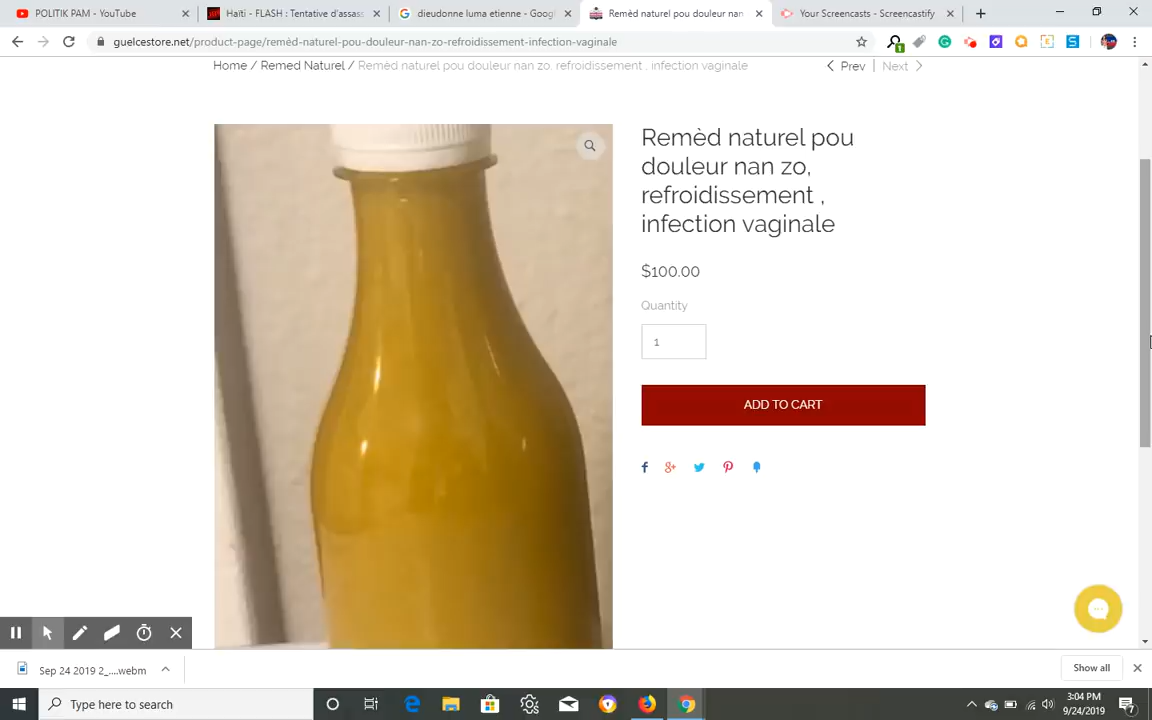 POLITIK PAM - YouTube
Haïti - FLASH : Tentative d'assas
dieudonne luma etienne - Goog
Remèd naturel pou douleur nan
Your Screencasts - Screencastify
guelcestore.net/product-page/remèd-naturel-pou-douleur-nan-zo-refroidissement-infection-vaginale
1
Home / Remed Naturel / Remèd naturel pou douleur nan zo, refroidissement , infection vaginale
Prev | Next
Remèd naturel pou
douleur nan zo,
refroidissement ,
infection vaginale
$100.00
Quantity
1
ADD TO CART
Sep 24 2019 2_....webm
Show all
Type here to search
3:04 PM
9/24/2019
7